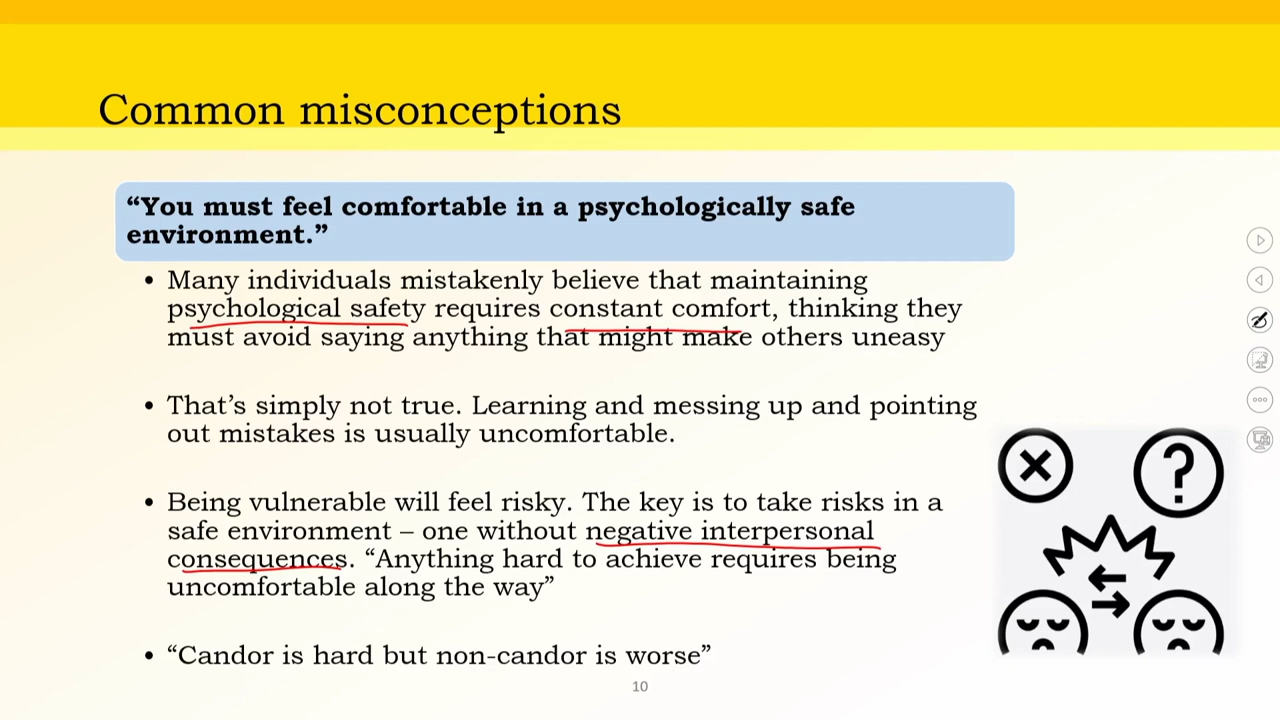 Common misconceptions
“You must feel comfortable in a psychologically safe
environment.”
• Many individuals mistakenly believe that maintaining
psychological safety requires constant comfort, thinking they
must avoid saying anything that might make others uneasy
• That’s simply not true. Learning and messing up and pointing
out mistakes is usually uncomfortable.
• Being vulnerable will feel risky. The key is to take risks in a
safe environment – one without negative interpersonal
consequences. “Anything hard to achieve requires being
uncomfortable along the way”
• “Candor is hard but non-candor is worse”
10